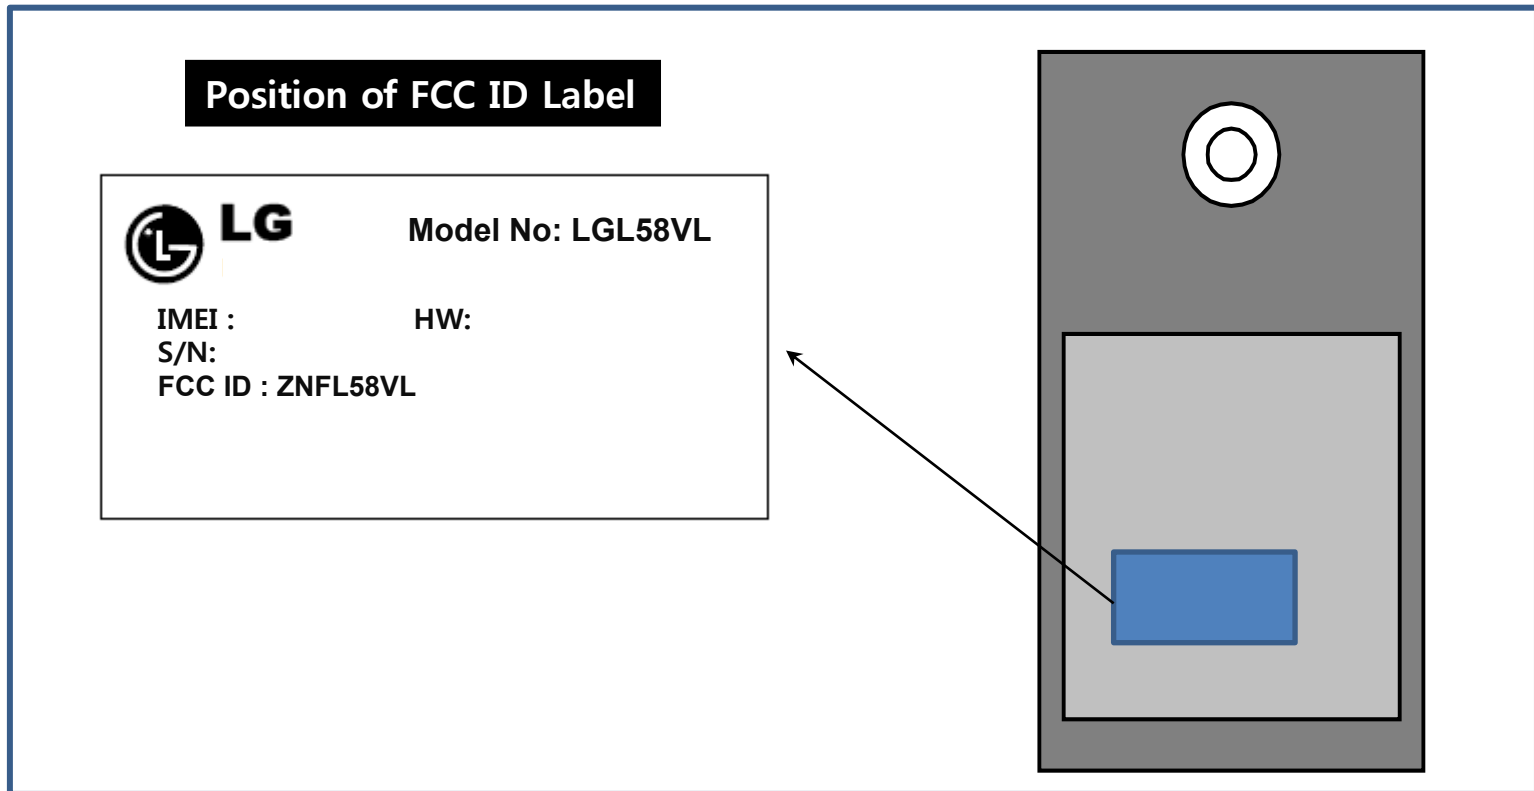 Position of FCC ID Label
LG
Model No: LGL58VL
IMEI :
HW:
S/N:
FCC ID : ZNFL58VL